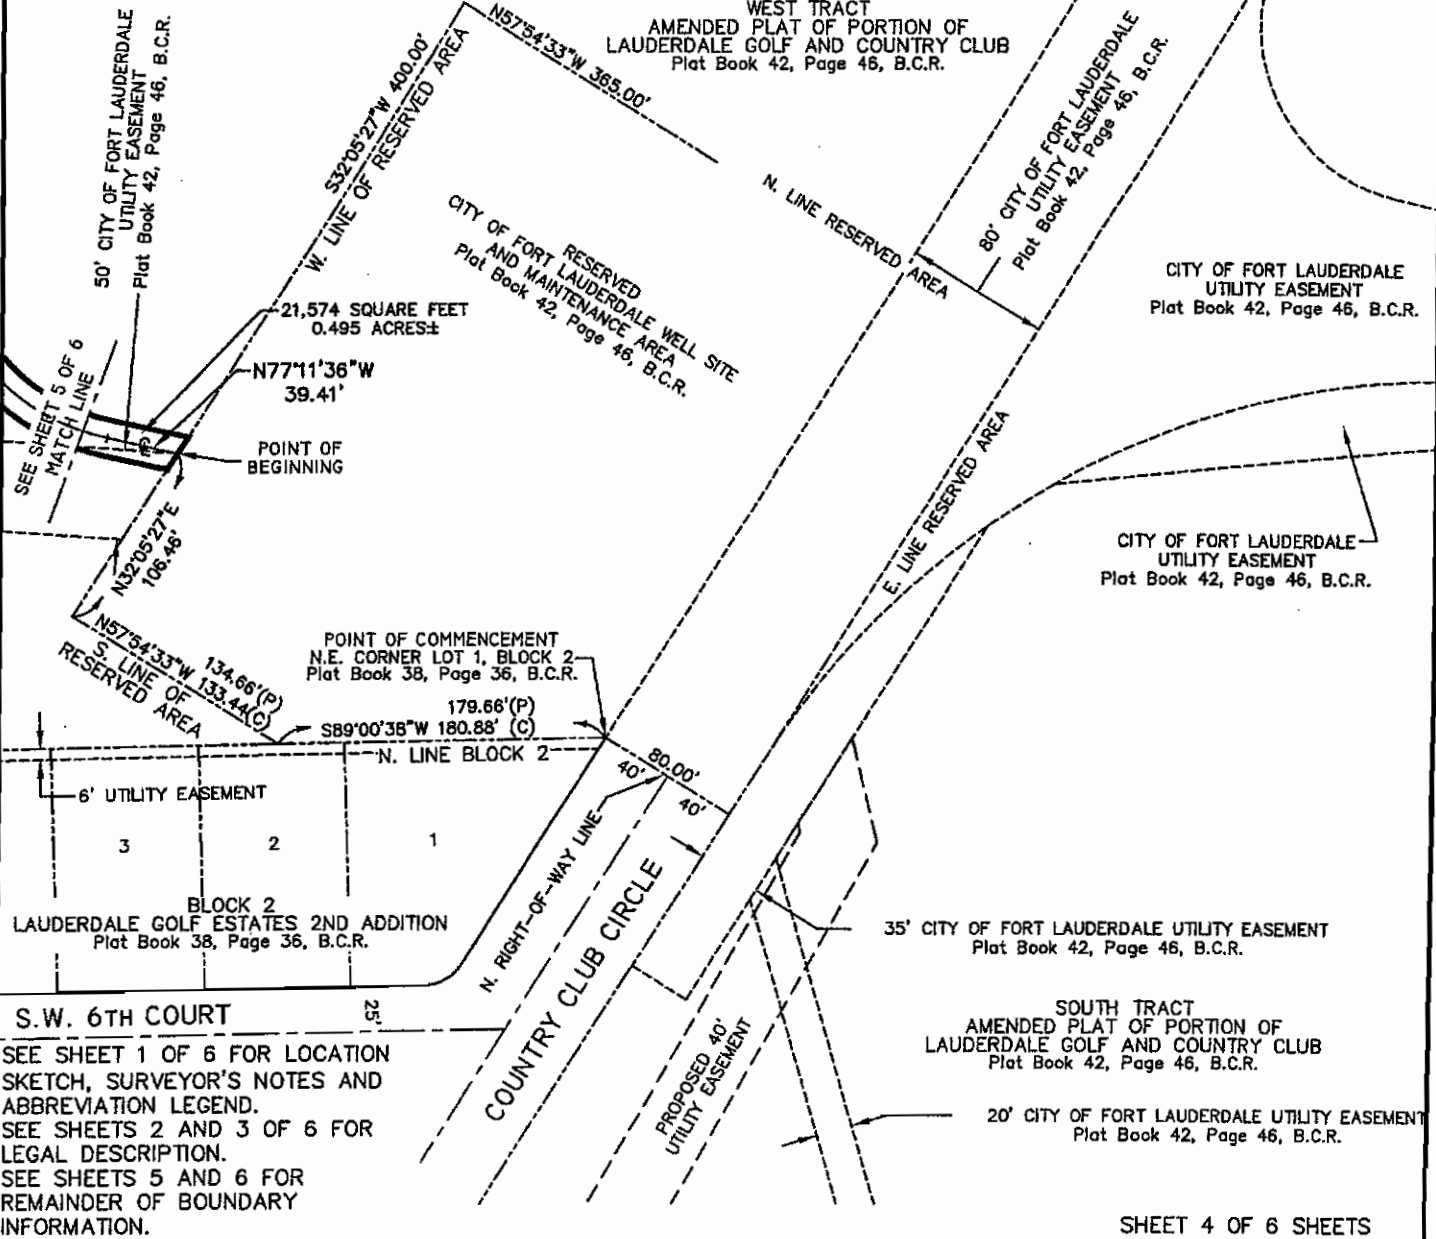 WEST TRACT
AMENDED PLAT OF PORTION OF
LAUDERDALE GOLF AND COUNTRY CLUB
Plat Book 42, Page 46, B.C.R.
50' CITY OF FORT LAUDERDALE
UTILITY EASEMENT
Plat Book 42, Page 46, B.C.R.
S32°05'27"W 400.00'
W. LINE OF RESERVED AREA
N57°54'33"W 365.00'
N. LINE RESERVED AREA
80' CITY OF FORT LAUDERDALE
UTILITY EASEMENT
Plat Book 42, Page 46, B.C.R.
RESERVED
CITY OF FORT LAUDERDALE WELL SITE
AND MAINTENANCE AREA
Plat Book 42, Page 46, B.C.R.
CITY OF FORT LAUDERDALE
UTILITY EASEMENT
Plat Book 42, Page 46, B.C.R.
21,574 SQUARE FEET
0.495 ACRES±
N77°11'36"W
39.41'
SEE SHEET 5 OF 6
MATCH LINE
POINT OF
BEGINNING
N32°05'27"E
106.46'
E. LINE RESERVED AREA
CITY OF FORT LAUDERDALE
UTILITY EASEMENT
Plat Book 42, Page 46, B.C.R.
N57°54'33"W 134.66'(P)
133.44(C)
S. LINE OF
RESERVED AREA
POINT OF COMMENCEMENT
N.E. CORNER LOT 1, BLOCK 2
Plat Book 38, Page 36, B.C.R.
179.66'(P)
S89°00'38"W 180.88' (C)
N. LINE BLOCK 2
80.00'
40'
40'
6' UTILITY EASEMENT
3
2
1
N. RIGHT-OF-WAY LINE
COUNTRY CLUB CIRCLE
BLOCK 2
LAUDERDALE GOLF ESTATES 2ND ADDITION
Plat Book 38, Page 36, B.C.R.
35' CITY OF FORT LAUDERDALE UTILITY EASEMENT
Plat Book 42, Page 46, B.C.R.
S.W. 6TH COURT
25'
PROPOSED 40'
UTILITY EASEMENT
SOUTH TRACT
AMENDED PLAT OF PORTION OF
LAUDERDALE GOLF AND COUNTRY CLUB
Plat Book 42, Page 46, B.C.R.
20' CITY OF FORT LAUDERDALE UTILITY EASEMENT
Plat Book 42, Page 46, B.C.R.
SEE SHEET 1 OF 6 FOR LOCATION
SKETCH, SURVEYOR'S NOTES AND
ABBREVIATION LEGEND.
SEE SHEETS 2 AND 3 OF 6 FOR
LEGAL DESCRIPTION.
SEE SHEETS 5 AND 6 FOR
REMAINDER OF BOUNDARY
INFORMATION.
SHEET 4 OF 6 SHEETS